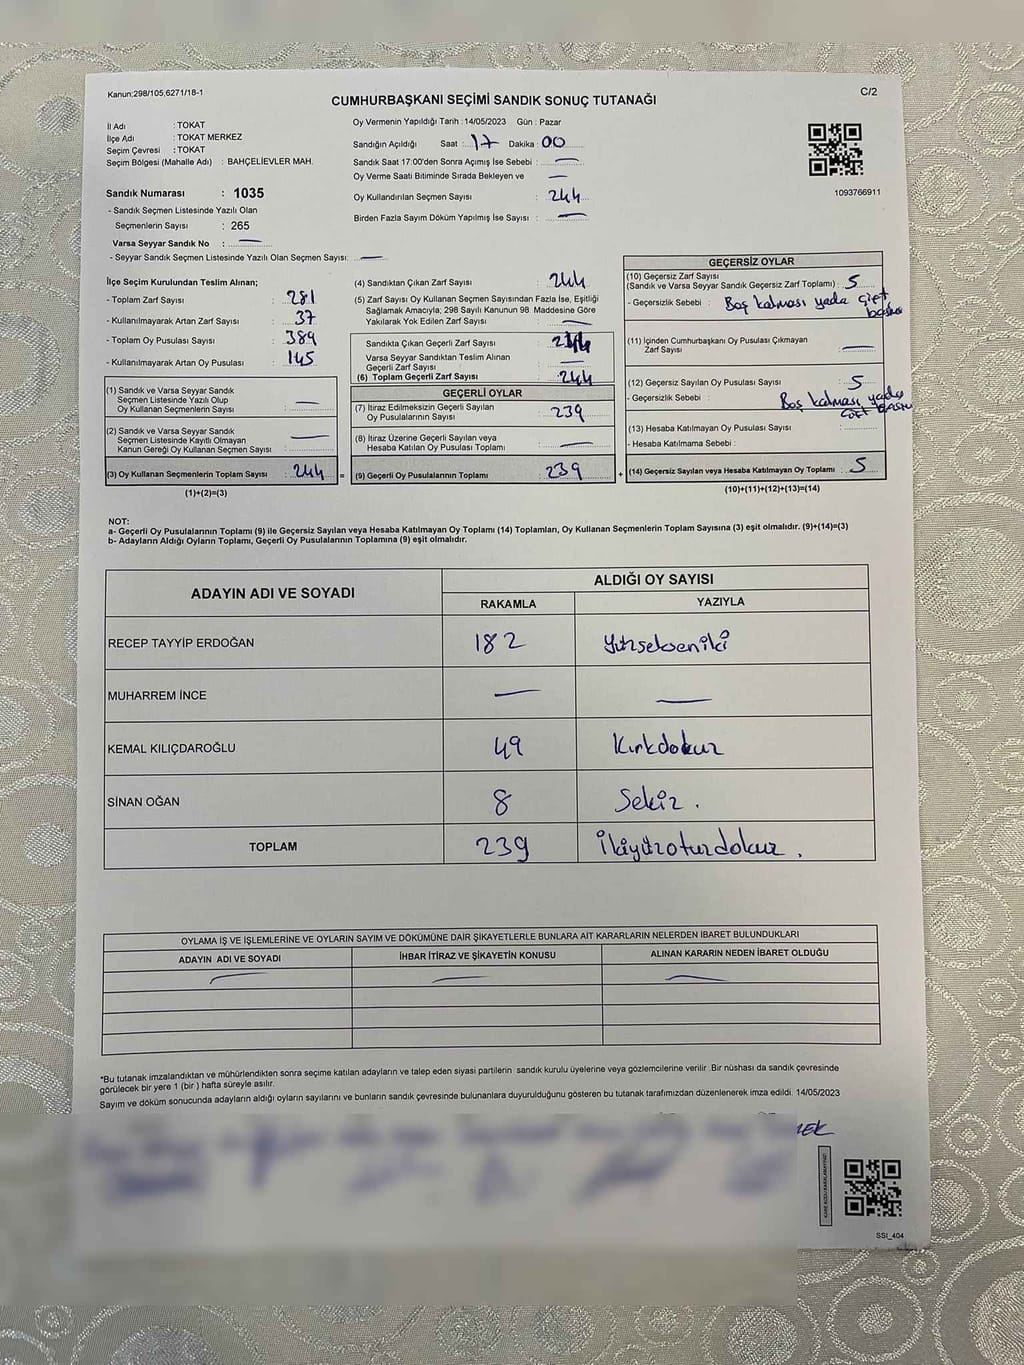 Kanun;298/105;6271/18-1
C/2
CUMHURBAŞKANI SEÇİMİ SANDIK SONUÇ TUTANAĞI
İl Adı : TOKAT
İlçe Adı : TOKAT MERKEZ
Seçim Çevresi : TOKAT
Seçim Bölgesi (Mahalle Adı) : BAHÇELİEVLER MAH.
Sandık Numarası : 1035
- Sandık Seçmen Listesinde Yazılı Olan
Seçmenlerin Sayısı : 265
Varsa Seyyar Sandık No : —
- Seyyar Sandık Seçmen Listesinde Yazılı Olan Seçmen Sayısı: —
Oy Vermenin Yapıldığı Tarih : 14/05/2023 Gün : Pazar
Sandığın Açıldığı Saat : 17 Dakika : 00
Sandık Saat 17:00'den Sonra Açımış İse Sebebi : —
Oy Verme Saati Bitiminde Sırada Bekleyen ve —
Oy Kullandırılan Seçmen Sayısı : 244
Birden Fazla Sayım Döküm Yapılmış İse Sayısı : —
1093766911
İlçe Seçim Kurulundan Teslim Alınan;
- Toplam Zarf Sayısı : 281
- Kullanılmayarak Artan Zarf Sayısı : 37
- Toplam Oy Pusulası Sayısı : 389
- Kullanılmayarak Artan Oy Pusulası : 145
(1) Sandık ve Varsa Seyyar Sandık
Seçmen Listesinde Yazılı Olup
Oy Kullanan Seçmenlerin Sayısı : —
(2) Sandık ve Varsa Seyyar Sandık
Seçmen Listesinde Kayıtlı Olmayan
Kanun Gereği Oy Kullanan Seçmen Sayısı : —
(3) Oy Kullanan Seçmenlerin Toplam Sayısı : 244 =
(1)+(2)=(3)
(4) Sandıktan Çıkan Zarf Sayısı : 244
(5) Zarf Sayısı Oy Kullanan Seçmen Sayısından Fazla İse, Eşitliği
Sağlamak Amacıyla, 298 Sayılı Kanunun 98. Maddesine Göre
Yakılarak Yok Edilen Zarf Sayısı : —
Sandıkta Çıkan Geçerli Zarf Sayısı : 244
Varsa Seyyar Sandıktan Teslim Alınan
Geçerli Zarf Sayısı : —
(6) Toplam Geçerli Zarf Sayısı : 244
GEÇERLİ OYLAR
(7) İtiraz Edilmeksizin Geçerli Sayılan
Oy Pusulalarının Sayısı : 239
(8) İtiraz Üzerine Geçerli Sayılan veya
Hesaba Katılan Oy Pusulası Toplamı : —
(9) Geçerli Oy Pusulalarının Toplamı : 239 +
GEÇERSİZ OYLAR
(10) Geçersiz Zarf Sayısı
(Sandık ve Varsa Seyyar Sandık Geçersiz Zarf Toplamı) : 5
- Geçersizlik Sebebi : Boş kalması yada çift
baskı
(11) İçinden Cumhurbaşkanı Oy Pusulası Çıkmayan
Zarf Sayısı : —
(12) Geçersiz Sayılan Oy Pusulası Sayısı : 5
- Geçersizlik Sebebi : Boş kalması yada
(13) Hesaba Katılmayan Oy Pusulası Sayısı :
- Hesaba Katılmama Sebebi :
(14) Geçersiz Sayılan veya Hesaba Katılmayan Oy Toplamı : 5
(10)+(11)+(12)+(13)=(14)
NOT:
a- Geçerli Oy Pusulalarının Toplamı (9) ile Geçersiz Sayılan veya Hesaba Katılmayan Oy Toplamı (14) Toplamları, Oy Kullanan Seçmenlerin Toplam Sayısına (3) eşit olmalıdır. (9)+(14)=(3)
b- Adayların Aldığı Oyların Toplamı, Geçerli Oy Pusulalarının Toplamına (9) eşit olmalıdır.
ADAYIN ADI VE SOYADI
ALDIĞI OY SAYISI
RAKAMLA YAZIYLA
RECEP TAYYİP ERDOĞAN 182 Yüzsekseniki
MUHARREM İNCE — —
KEMAL KILIÇDAROĞLU 49 Kırkdokuz
SİNAN OĞAN 8 Sekiz.
TOPLAM 239 İkiyüzoturdokuz.
OYLAMA İŞ VE İŞLEMLERİNE VE OYLARIN SAYIM VE DÖKÜMÜNE DAİR ŞİKAYETLERLE BUNLARA AİT KARARLARIN NELERDEN İBARET BULUNDUKLARI
ADAYIN ADI VE SOYADI İHBAR İTİRAZ VE ŞİKAYETİN KONUSU ALINAN KARARIN NEDEN İBARET OLDUĞU
— — —
*Bu tutanak imzalandıktan ve mühürlendikten sonra seçime katılan adayların ve talep eden siyasi partilerin sandık kurulu üyelerine veya gözlemcilerine verilir. Bir nüshası da sandık çevresinde
görülecek bir yere 1 (bir) hafta süreyle asılır.
Sayım ve döküm sonucunda adayların aldığı oyların sayılarını ve bunların sandık çevresinde bulunanlara duyurulduğunu gösteren bu tutanak tarafımızdan düzenlenerek imza edildi. 14/05/2023
SSI_404